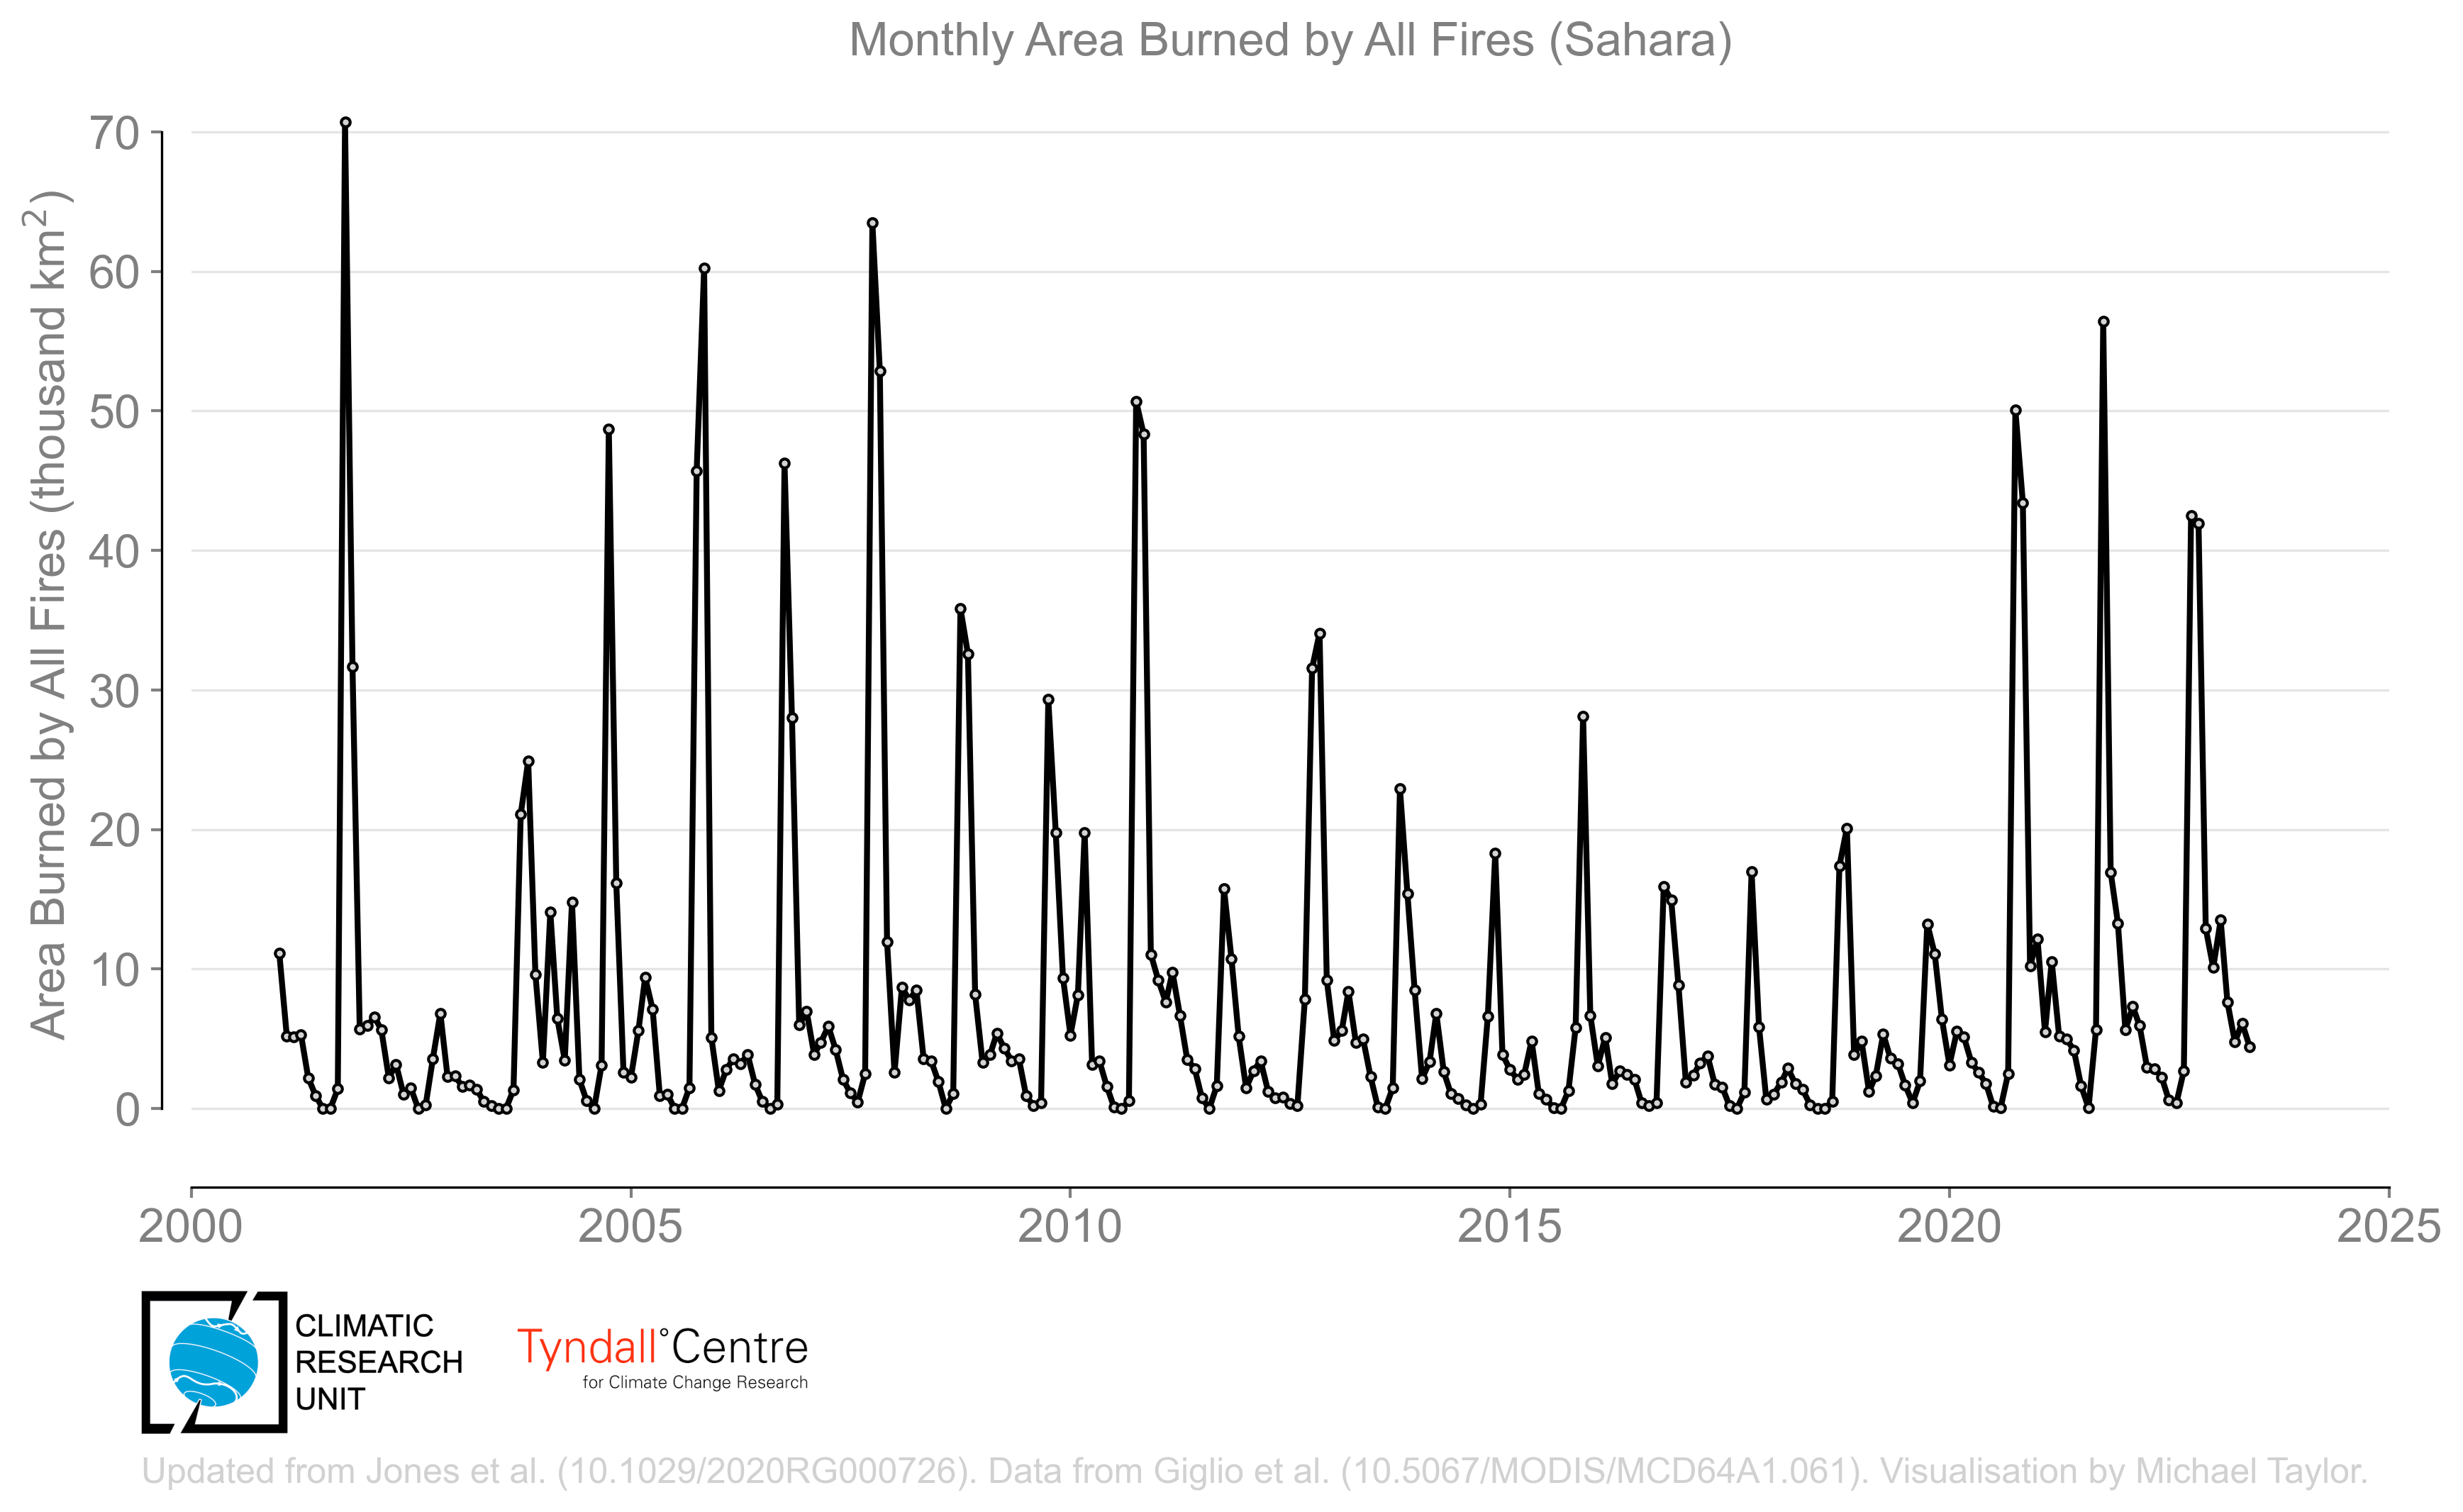 Monthly Area Burned by All Fires (Sahara)
Area Burned by All Fires (thousand km²)
70
60
50
40
30
20
10
0
2000 2005 2010 2015 2020 2025
CLIMATIC
RESEARCH
UNIT
Tyndall°Centre
for Climate Change Research
Updated from Jones et al. (10.1029/2020RG000726). Data from Giglio et al. (10.5067/MODIS/MCD64A1.061). Visualisation by Michael Taylor.